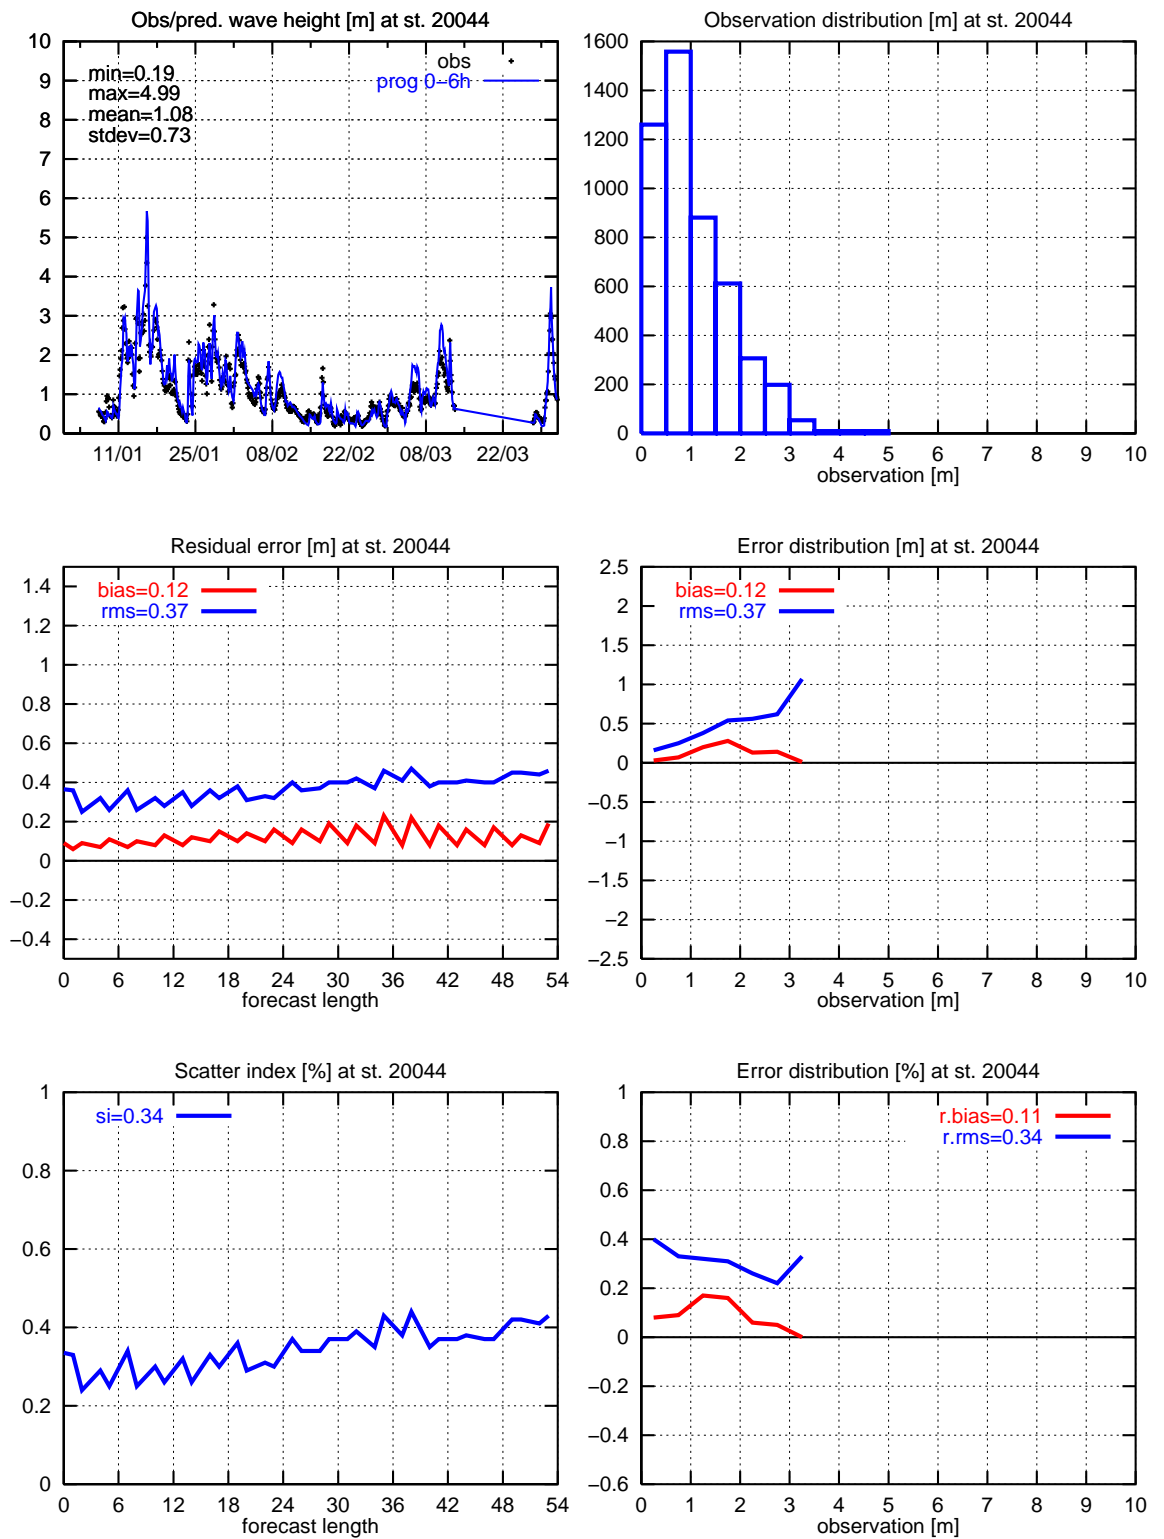 Obs/pred. wave height [m] at st. 20044
10
9
8
7
6
5
4
3
2
1
0
min=0.19
max=4.99
mean=1.08
stdev=0.73
obs
prog 0–6h
11/01 25/01 08/02 22/02 08/03 22/03
Observation distribution [m] at st. 20044
1600
1400
1200
1000
800
600
400
200
0
0 1 2 3 4 5 6 7 8 9 10
observation [m]
Residual error [m] at st. 20044
1.4
1.2
1
0.8
0.6
0.4
0.2
0
–0.2
–0.4
bias=0.12
rms=0.37
0 6 12 18 24 30 36 42 48 54
forecast length
Error distribution [m] at st. 20044
2.5
2
1.5
1
0.5
0
–0.5
–1
–1.5
–2
–2.5
bias=0.12
rms=0.37
0 1 2 3 4 5 6 7 8 9 10
observation [m]
Scatter index [%] at st. 20044
1
0.8
0.6
0.4
0.2
0
si=0.34
0 6 12 18 24 30 36 42 48 54
forecast length
Error distribution [%] at st. 20044
1
0.8
0.6
0.4
0.2
0
–0.2
–0.4
–0.6
r.bias=0.11
r.rms=0.34
0 1 2 3 4 5 6 7 8 9 10
observation [m]